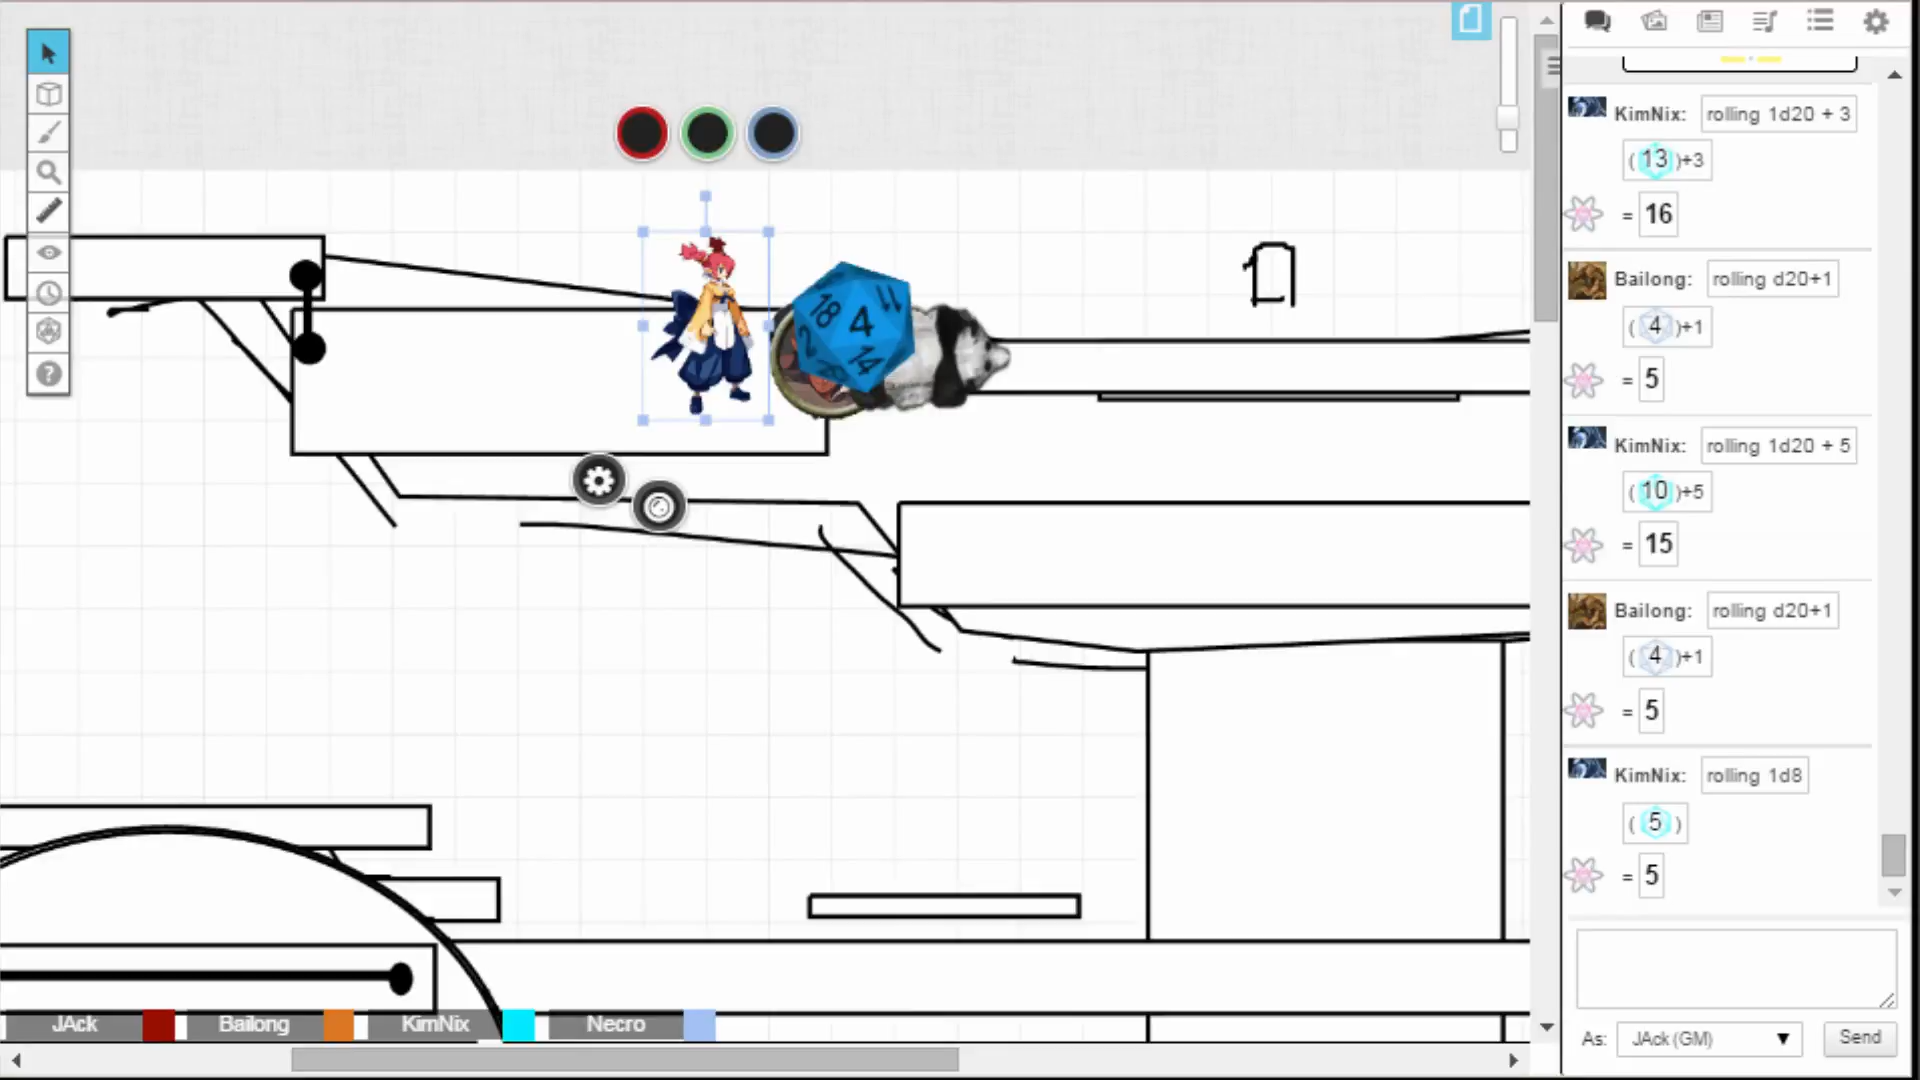 KimNix: rolling 1d20 + 3
(13)+3
= 16
Bailong: rolling d20+1
(4)+1
= 5
KimNix: rolling 1d20 + 5
(10)+5
= 15
Bailong: rolling d20+1
(4)+1
= 5
KimNix: rolling 1d8
(5)
= 5
As: JAck (GM) Send
18 4 11
2 14
?
JAck Bailong KimNix Necro